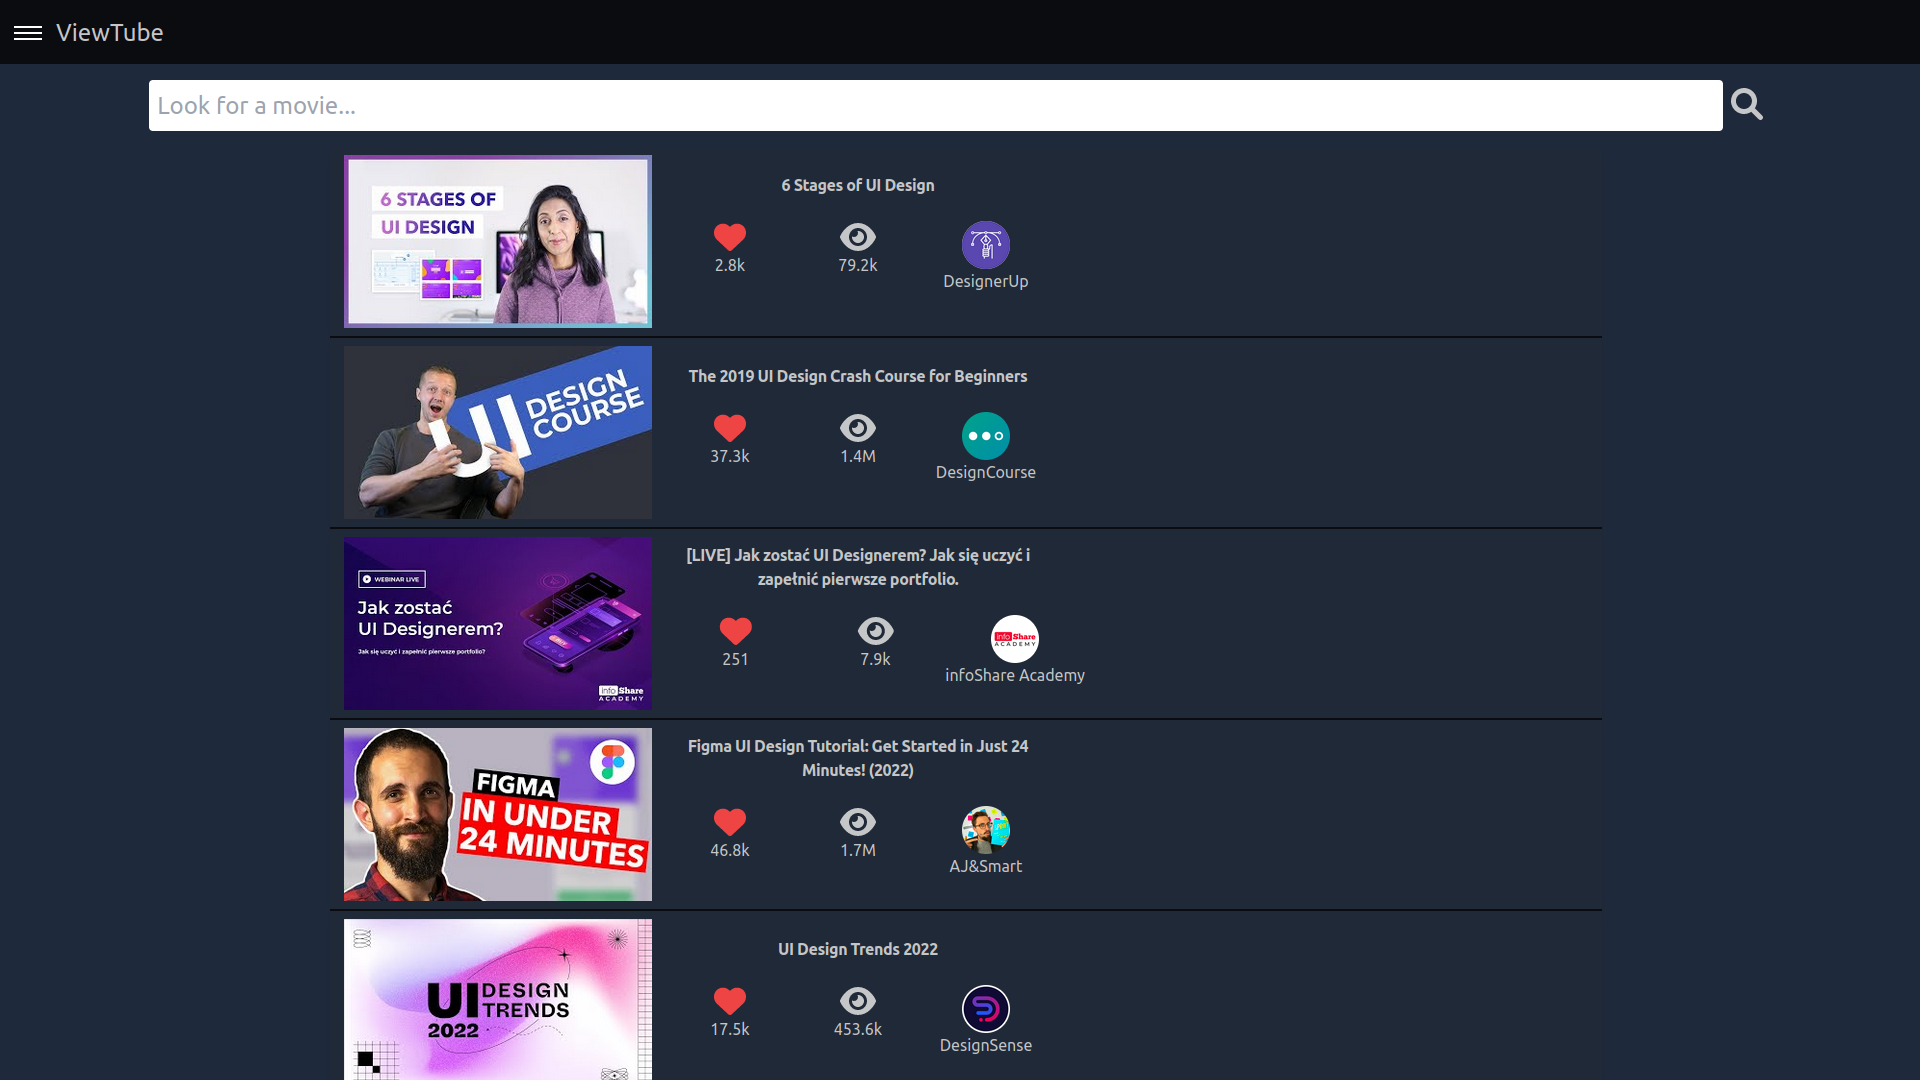 ViewTube
Look for a movie...
6 STAGES OF
UI DESIGN
6 Stages of UI Design
2.8k
79.2k
DesignerUp
UI DESIGN
COURSE
The 2019 UI Design Crash Course for Beginners
37.3k
1.4M
DesignCourse
WEBINAR LIVE
Jak zostać
UI Designerem?
Jak się uczyć i zapełnić pierwsze portfolio?
info Share
ACADEMY
[LIVE] Jak zostać UI Designerem? Jak się uczyć i
zapełnić pierwsze portfolio.
251
7.9k
info Share
ACADEMY
infoShare Academy
FIGMA
IN UNDER
24 MINUTES
Figma UI Design Tutorial: Get Started in Just 24
Minutes! (2022)
46.8k
1.7M
AJ&Smart
UI DESIGN
TRENDS
2022
UI Design Trends 2022
17.5k
453.6k
DesignSense